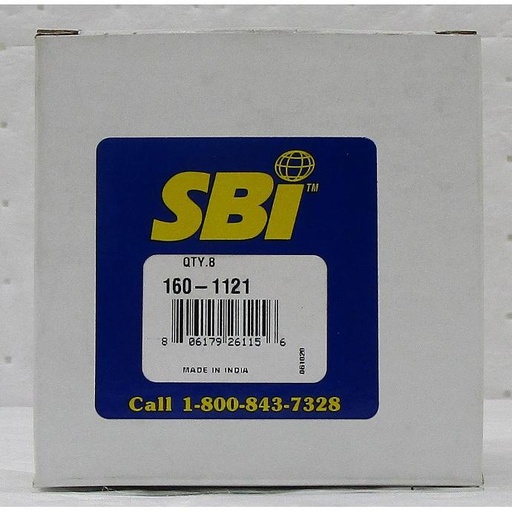 SBI™
QTY.8
160-1121
8 06179 26115 6
MADE IN INDIA
Call 1-800-843-7328